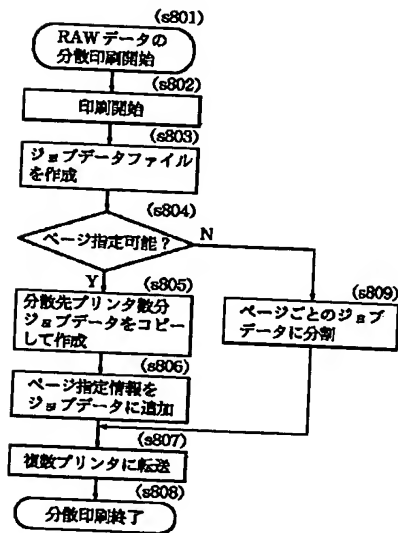 (s801)
RAWデータの
分散印刷開始
(s802)
印刷開始
(s803)
ジョブデータファイル
を作成
(s804)
ページ指定可能？
N
Y
(s805)
分散先プリンタ数分
ジョブデータをコピー
して作成
(s809)
ページごとのジョブ
データに分割
(s806)
ページ指定情報を
ジョブデータに追加
(s807)
複数プリンタに転送
(s808)
分散印刷終了